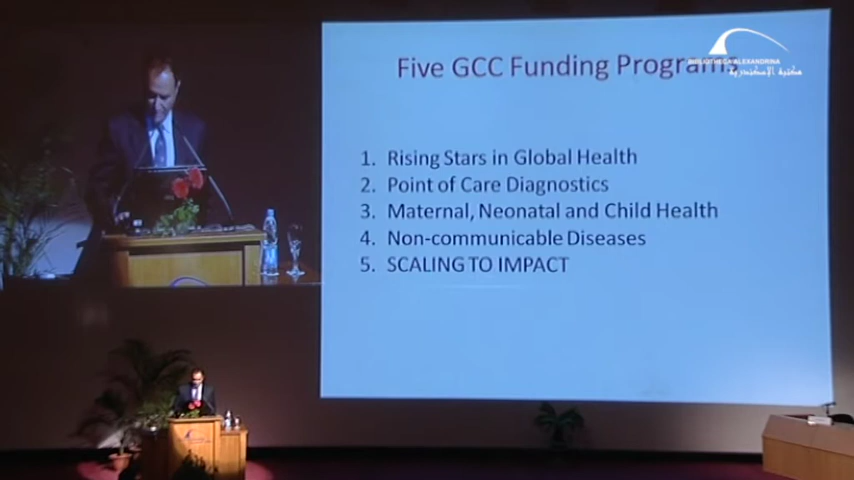 Five GCC Funding Programs
BIBLIOTHECA ALEXANDRINA
مكتبة الإسكندرية
1. Rising Stars in Global Health
2. Point of Care Diagnostics
3. Maternal, Neonatal and Child Health
4. Non-communicable Diseases
5. SCALING TO IMPACT